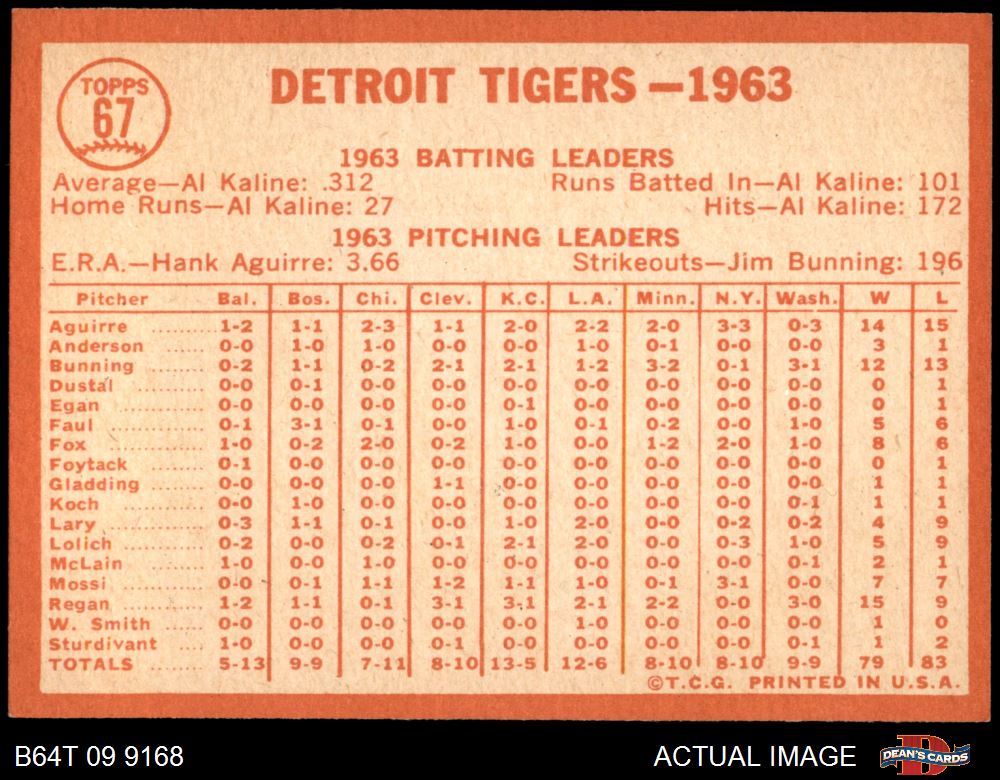 TOPPS
67
DETROIT TIGERS—1963
1963 BATTING LEADERS
Average—Al Kaline: .312 Runs Batted In—Al Kaline: 101
Home Runs—Al Kaline: 27 Hits—Al Kaline: 172
1963 PITCHING LEADERS
E.R.A.—Hank Aguirre: 3.66 Strikeouts—Jim Bunning: 196
Pitcher Bal. Bos. Chi. Clev. K.C. L.A. Minn. N.Y. Wash. W L
Aguirre .......... 1-2 1-1 2-3 1-1 2-0 2-2 2-0 3-3 0-3 14 15
Anderson ...... 0-0 1-0 1-0 0-0 0-0 1-0 0-1 0-0 0-0 3 1
Bunning ........ 0-2 1-1 0-2 2-1 2-1 1-2 3-2 0-1 3-1 12 13
Dustal ............ 0-0 0-1 0-0 0-0 0-0 0-0 0-0 0-0 0-0 0 1
Egan ............. 0-0 0-0 0-0 0-0 0-1 0-0 0-0 0-0 0-0 0 1
Faul ............... 0-1 3-1 0-1 0-0 1-0 0-1 0-2 0-0 1-0 5 6
Fox ................ 1-0 0-2 2-0 0-2 1-0 0-0 1-2 2-0 1-0 8 6
Foytack ......... 0-1 0-0 0-0 0-0 0-0 0-0 0-0 0-0 0-0 0 1
Gladding ........ 0-0 0-0 0-0 1-1 0-0 0-0 0-0 0-0 0-0 1 1
Koch ............. 0-0 1-0 0-0 0-0 0-0 0-0 0-0 0-0 0-1 1 1
Lary .............. 0-3 1-1 0-1 0-0 1-0 2-0 0-0 0-2 0-2 4 9
Lolich ............ 0-2 0-0 0-2 0-1 2-1 2-0 0-0 0-3 1-0 5 9
McLain .......... 1-0 0-0 1-0 0-0 0-0 0-0 0-0 0-0 0-1 2 1
Mossi ............ 0-0 0-1 1-1 1-2 1-1 1-0 0-1 3-1 0-0 7 7
Regan ........... 1-2 1-1 0-1 3-1 3-1 2-1 2-2 0-0 3-0 15 9
W. Smith ...... 0-0 0-0 0-0 0-0 0-0 1-0 0-0 0-0 0-0 1 0
Sturdivant .... 1-0 0-0 0-0 0-1 0-0 0-0 0-0 0-0 0-1 1 2
TOTALS ........ 5-13 9-9 7-11 8-10 13-5 12-6 8-10 8-10 9-9 79 83
©T.C.G. PRINTED IN U.S.A.
B64T 09 9168 ACTUAL IMAGE DEAN'S CARDS